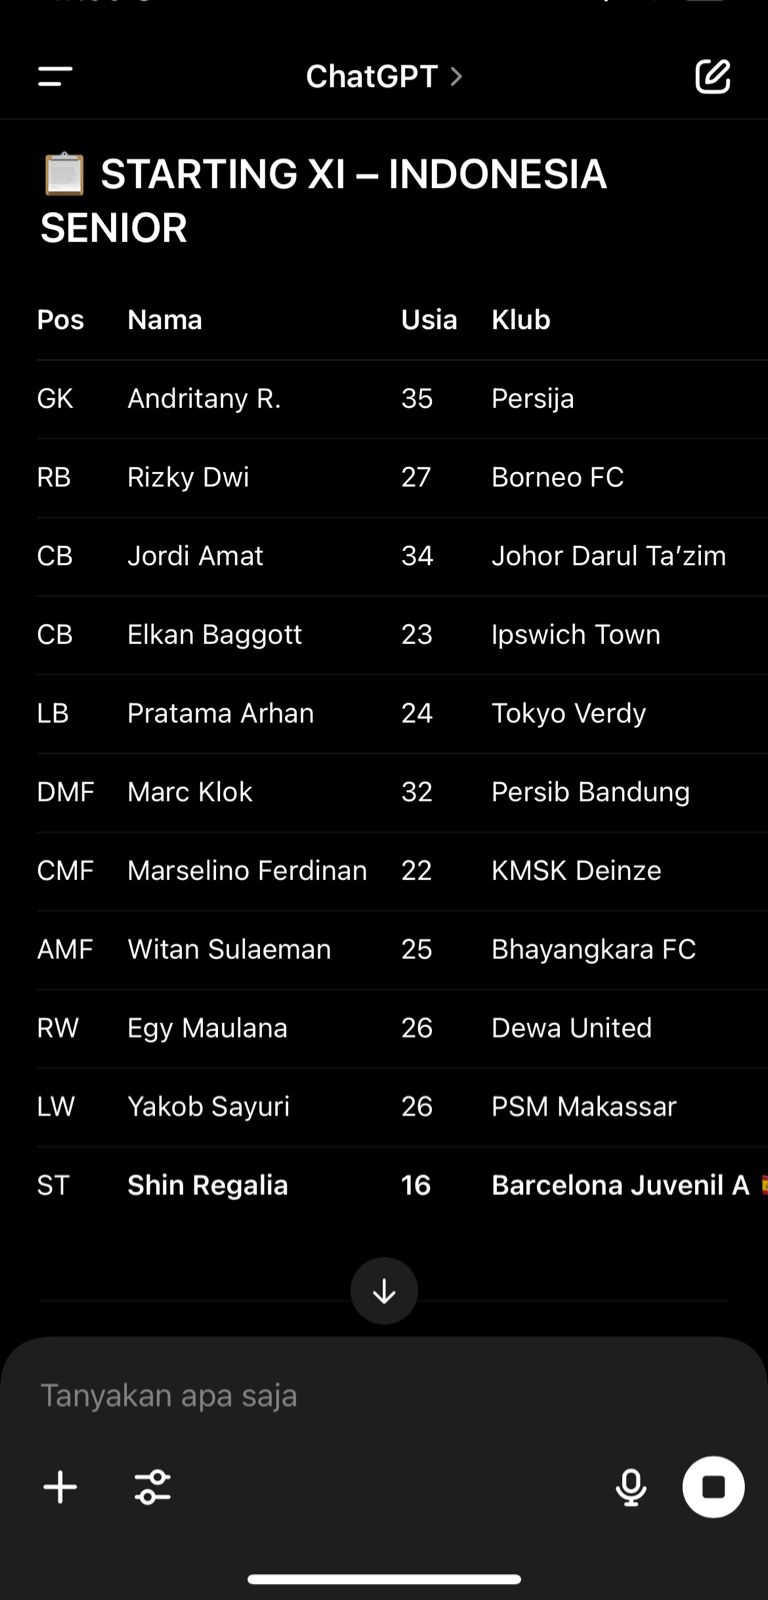 ChatGPT >
📋 STARTING XI – INDONESIA
SENIOR
Pos Nama Usia Klub
GK Andritany R. 35 Persija
RB Rizky Dwi 27 Borneo FC
CB Jordi Amat 34 Johor Darul Ta’zim
CB Elkan Baggott 23 Ipswich Town
LB Pratama Arhan 24 Tokyo Verdy
DMF Marc Klok 32 Persib Bandung
CMF Marselino Ferdinan 22 KMSK Deinze
AMF Witan Sulaeman 25 Bhayangkara FC
RW Egy Maulana 26 Dewa United
LW Yakob Sayuri 26 PSM Makassar
ST Shin Regalia 16 Barcelona Juvenil A 🇪🇸
Tanyakan apa saja